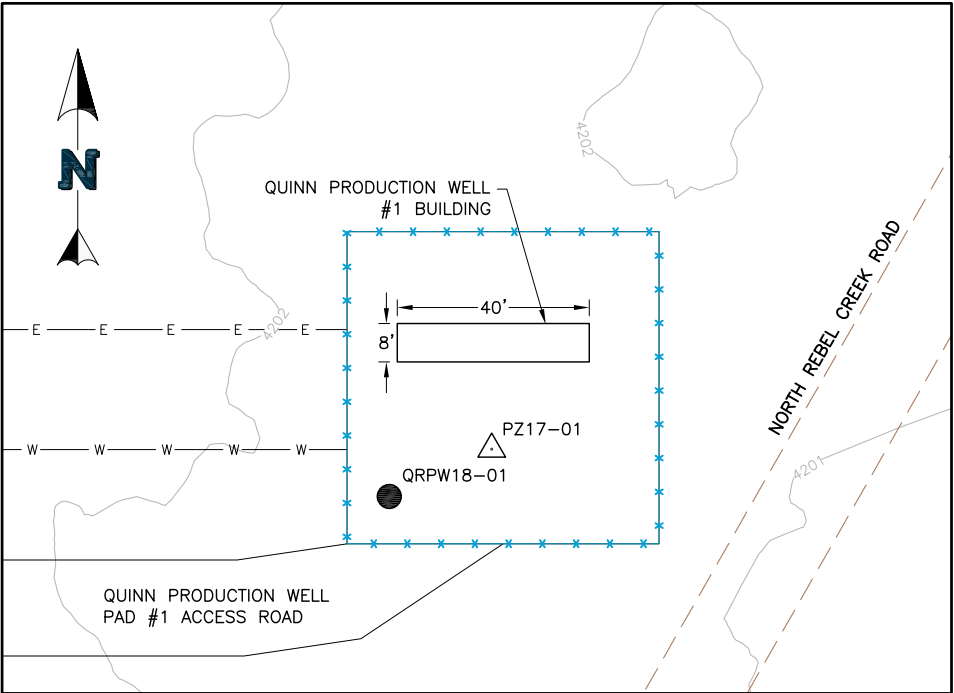 4202
N
QUINN PRODUCTION WELL
#1 BUILDING
NORTH REBEL CREEK ROAD
40'
E E E E E
4202
8'
PZ17-01
W W W W W
4201
QRPW18-01
QUINN PRODUCTION WELL
PAD #1 ACCESS ROAD